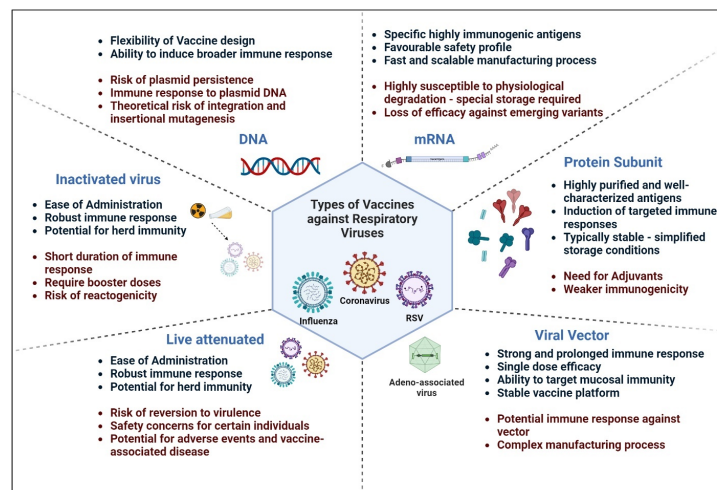 Flexibility of Vaccine design
Ability to induce broader immune response
Risk of plasmid persistence
Immune response to plasmid DNA
Theoretical risk of integration and
insertional mutagenesis
DNA
Specific highly immunogenic antigens
Favourable safety profile
Fast and scalable manufacturing process
Highly susceptible to physiological
degradation - special storage required
Loss of efficacy against emerging variants
mRNA
Inactivated virus
Ease of Administration
Robust immune response
Potential for herd immunity
Short duration of immune
response
Require booster doses
Risk of reactogenicity
Types of Vaccines
against Respiratory
Viruses
Influenza
Coronavirus
RSV
Protein Subunit
Highly purified and well-
characterized antigens
Induction of targeted immune
responses
Typically stable - simplified
storage conditions
Need for Adjuvants
Weaker immunogenicity
Live attenuated
Ease of Administration
Robust immune response
Potential for herd immunity
Risk of reversion to virulence
Safety concerns for certain individuals
Potential for adverse events and vaccine-
associated disease
Adeno-associated
virus
Viral Vector
Strong and prolonged immune response
Single dose efficacy
Ability to target mucosal immunity
Stable vaccine platform
Potential immune response against
vector
Complex manufacturing process